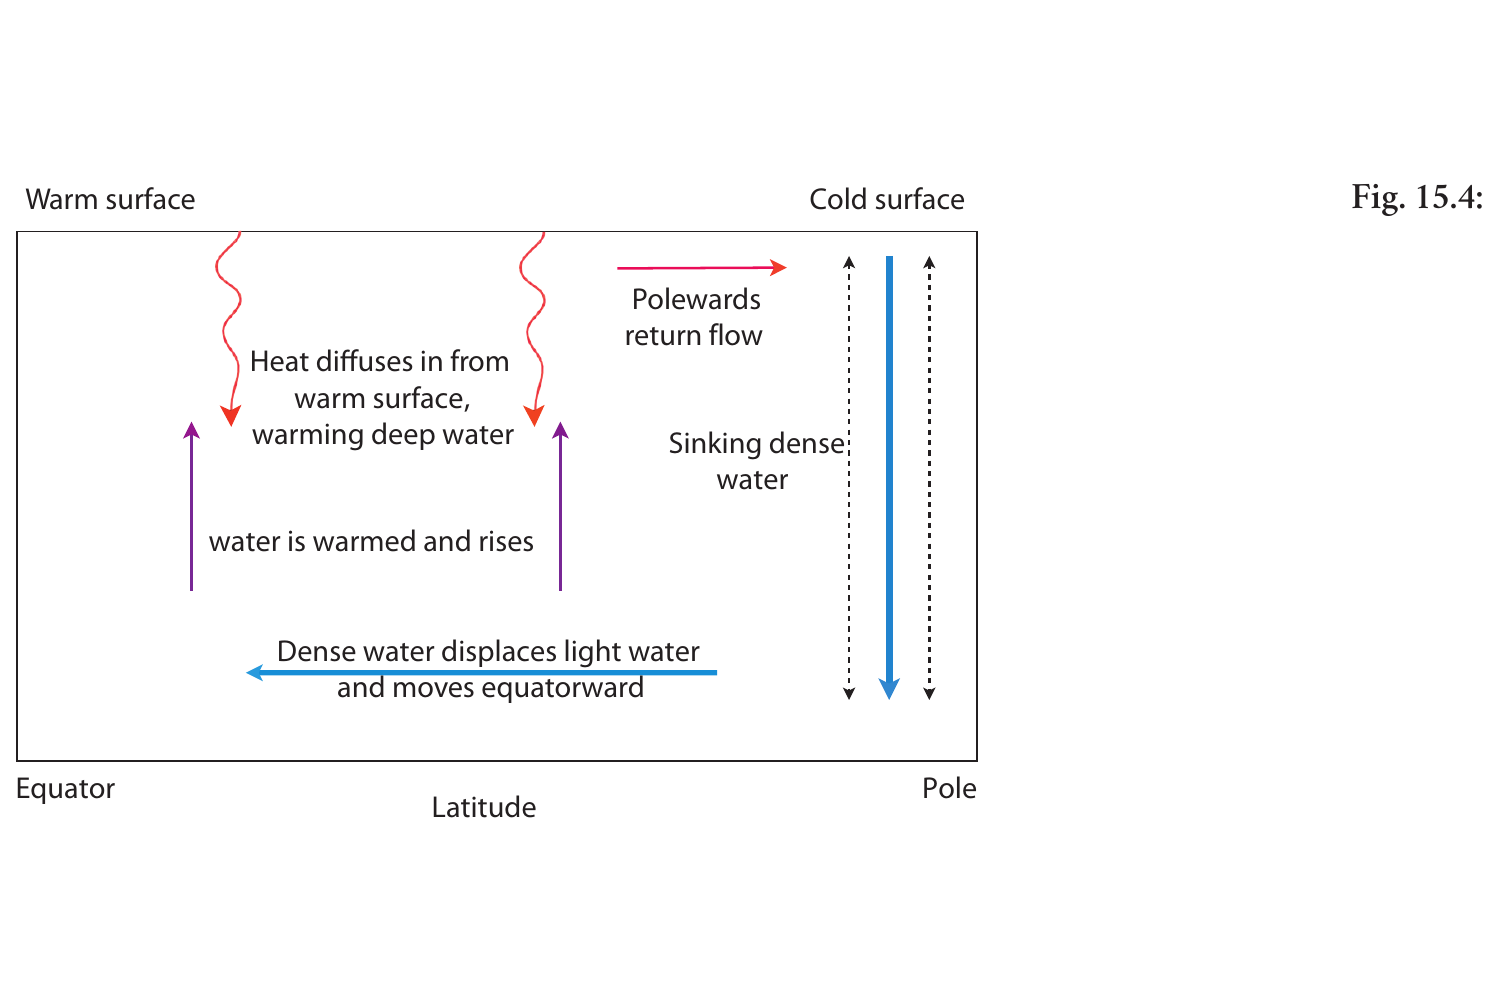 Warm surface
Cold surface
Fig. 15.4:
Polewards
return flow
Heat diffuses in from
warm surface,
warming deep water
Sinking dense
water
water is warmed and rises
Dense water displaces light water
and moves equatorward
Equator
Latitude
Pole